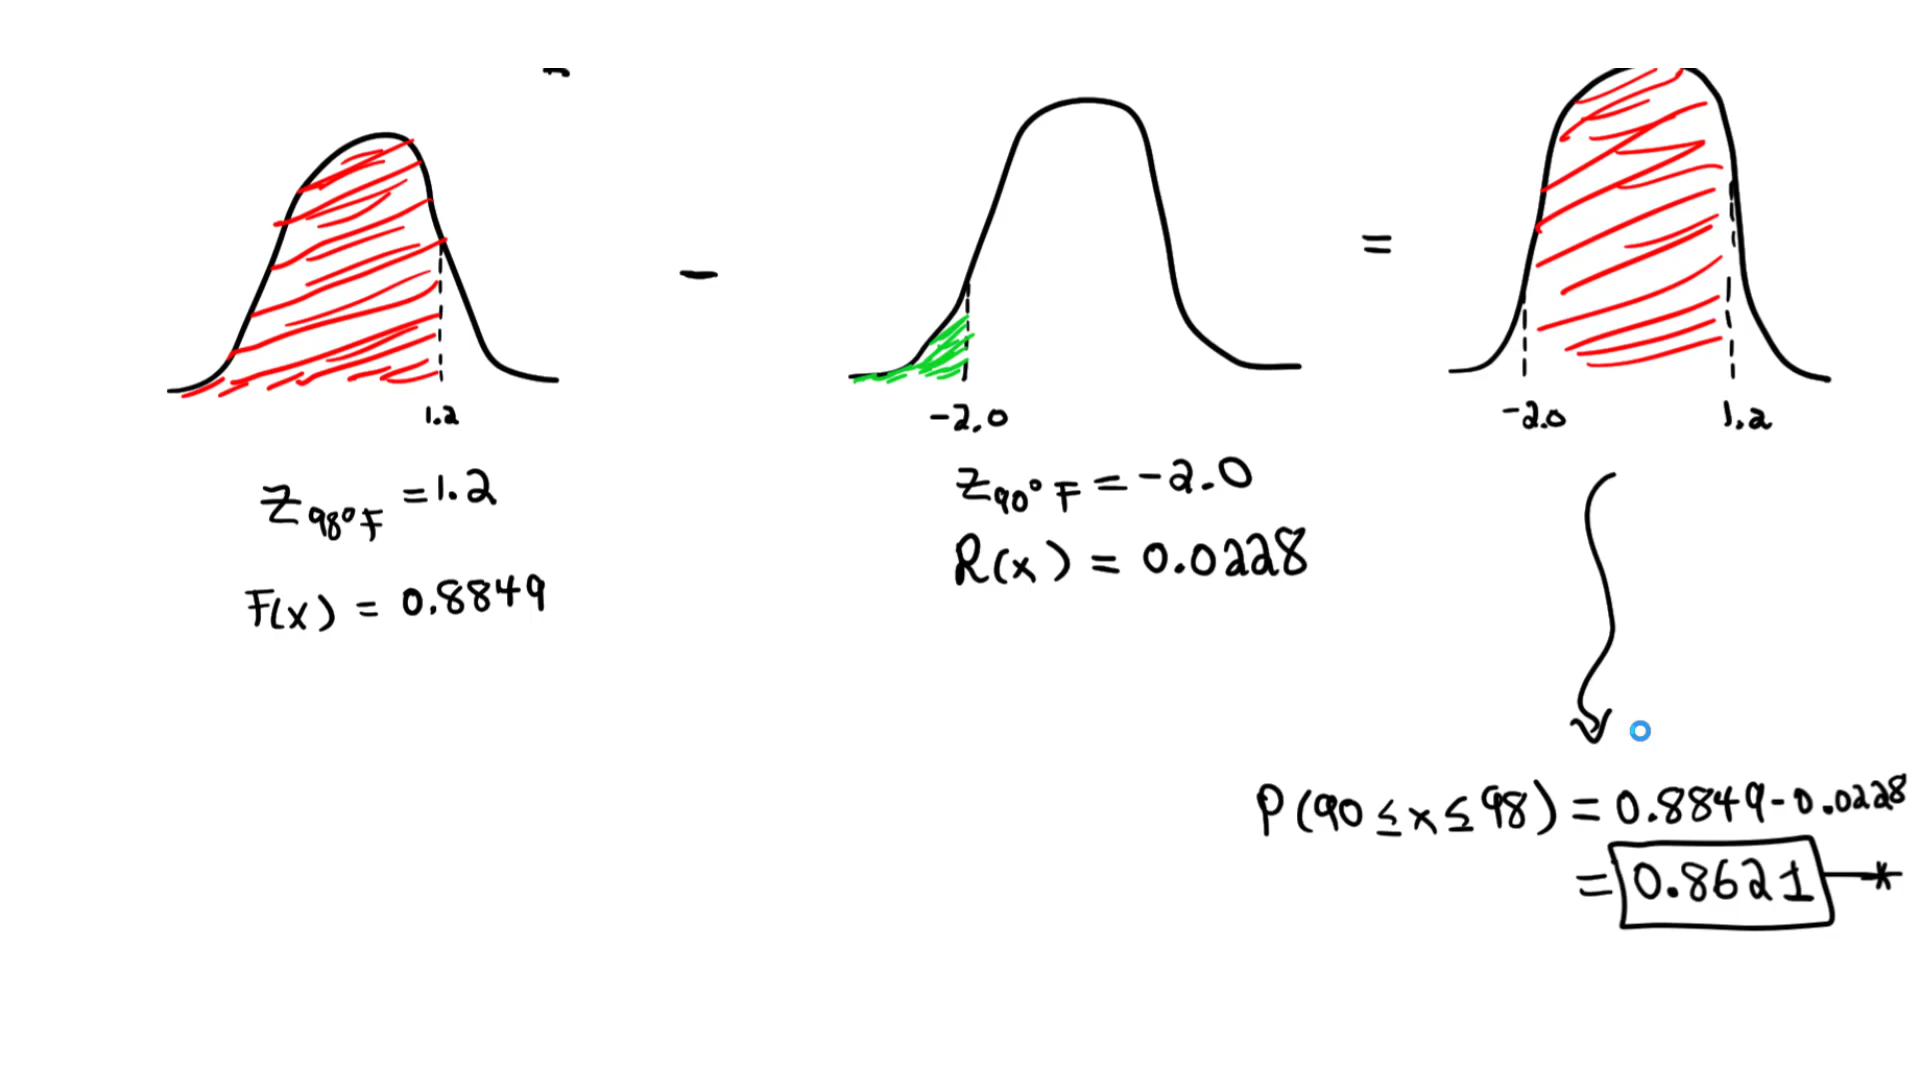 -
=
1.2
-2.0
-2.0
1.2
Z98°F = 1.2
F(x) = 0.8849
Z90°F = -2.0
R(x) = 0.0228
P(90 ≤ x ≤ 98) = 0.8849-0.0228
= 0.8621